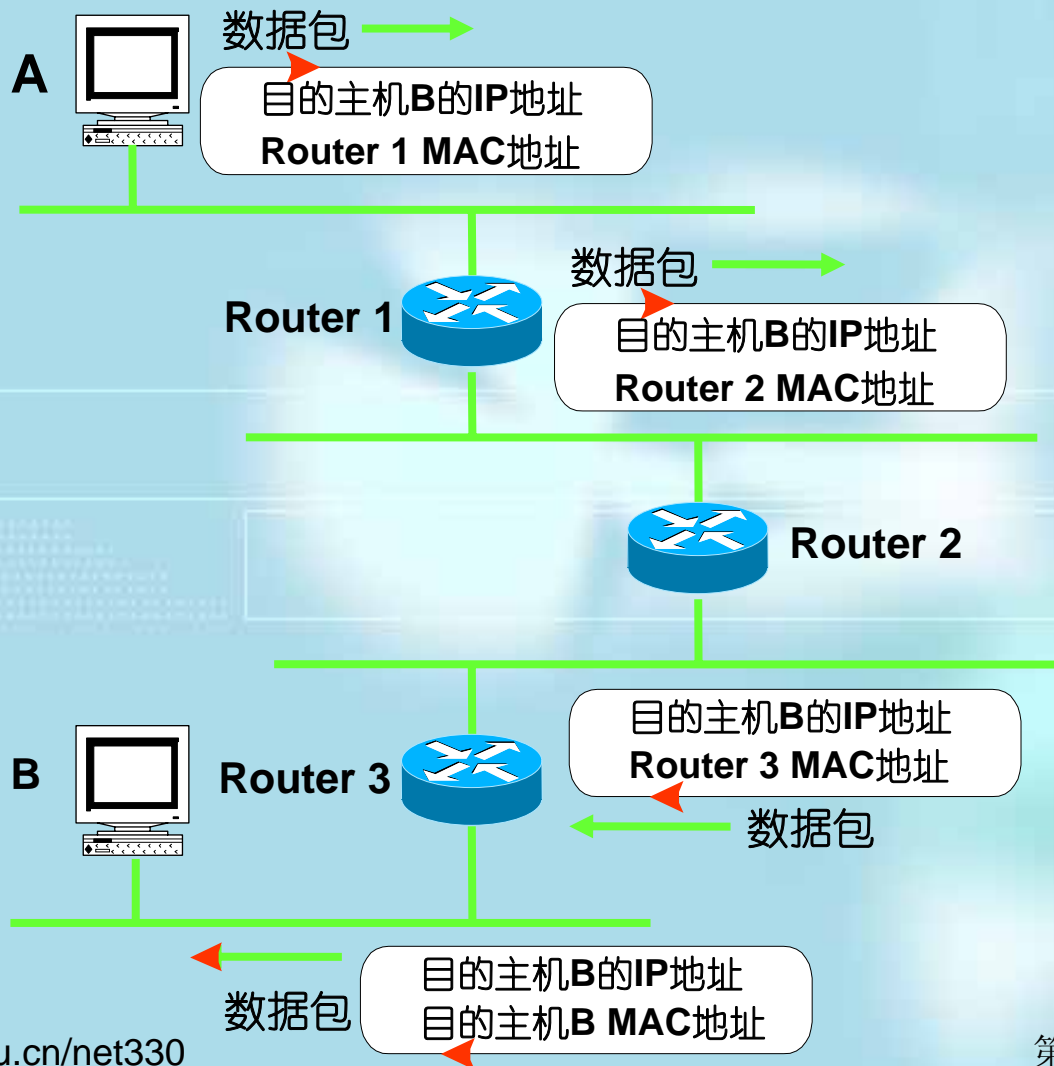 数据包
A
目的主机B的IP地址
Router 1 MAC地址
数据包
Router 1
目的主机B的IP地址
Router 2 MAC地址
Router 2
目的主机B的IP地址
Router 3 MAC地址
B
Router 3
数据包
目的主机B的IP地址
目的主机B MAC地址
数据包
u.cn/net330
第